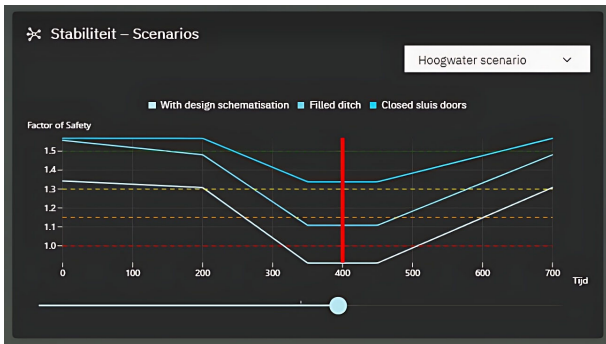 Stabiliteit – Scenarios
Hoogwater scenario
With design schematisation Filled ditch Closed sluis doors
Factor of Safety
1.5
1.4
1.3
1.2
1.1
1.0
0 100 200 300 400 500 600 700
Tijd